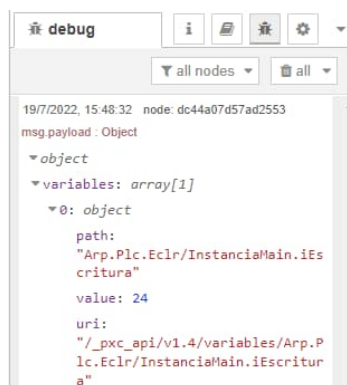 debug
all nodes
all
19/7/2022, 15:48:32 node: dc44a07d57ad2553
msg.payload : Object
object
variables: array[1]
0: object
path:
"Arp.Plc.Eclr/InstanciaMain.iEs
critura"
value: 24
uri:
"/_pxc_api/v1.4/variables/Arp.P
lc.Eclr/InstanciaMain.iEscritur
a"